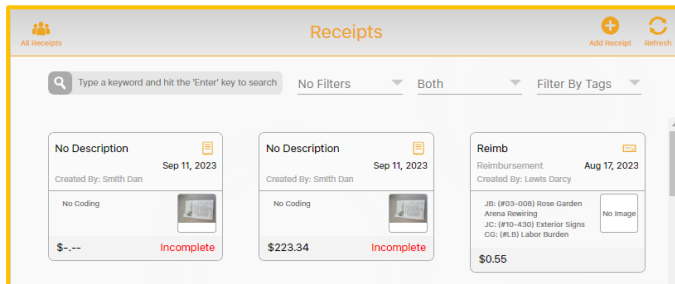 Receipts
All Receipts
Add Receipt
Refresh
Type a keyword and hit the 'Enter' key to search
No Filters
Both
Filter By Tags
No Description
Sep 11, 2023
Created By: Smith Dan
No Coding
$-.--
Incomplete
No Description
Sep 11, 2023
Created By: Smith Dan
No Coding
$223.34
Incomplete
Reimb
Reimbursement
Aug 17, 2023
Created By: Lewis Darcy
JB: (#03-008) Rose Garden
Arena Rewiring
JC: (#10-430) Exterior Signs
CG: (#LB) Labor Burden
No Image
$0.55